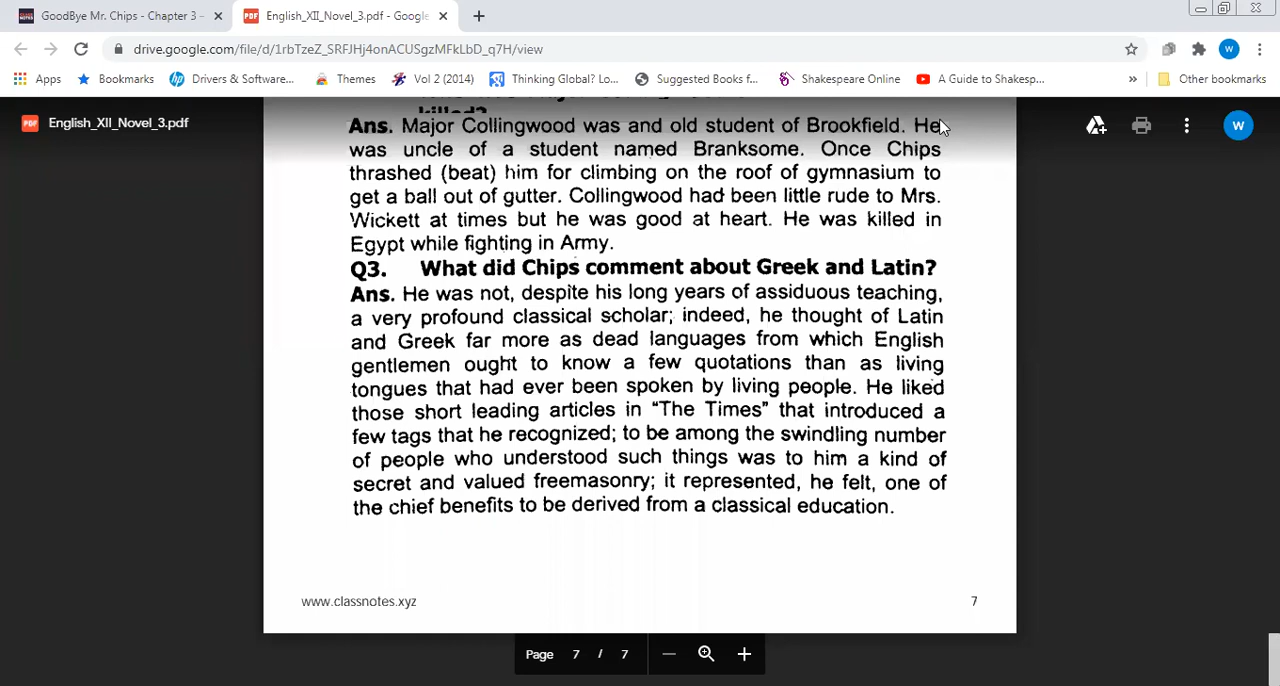 GoodBye Mr. Chips - Chapter 3 -
English_XII_Novel_3.pdf - Google
drive.google.com/file/d/1rbTzeZ_SRFJHj4onACUSgzMFkLbD_q7H/view
Apps Bookmarks Drivers & Software... Themes Vol 2 (2014) Thinking Global? Lo... Suggested Books f... Shakespeare Online A Guide to Shakesp... » Other bookmarks
PDF English_XII_Novel_3.pdf W
killed?
Ans. Major Collingwood was and old student of Brookfield. He
was uncle of a student named Branksome. Once Chips
thrashed (beat) him for climbing on the roof of gymnasium to
get a ball out of gutter. Collingwood had been little rude to Mrs.
Wickett at times but he was good at heart. He was killed in
Egypt while fighting in Army.
Q3. What did Chips comment about Greek and Latin?
Ans. He was not, despite his long years of assiduous teaching,
a very profound classical scholar; indeed, he thought of Latin
and Greek far more as dead languages from which English
gentlemen ought to know a few quotations than as living
tongues that had ever been spoken by living people. He liked
those short leading articles in “The Times” that introduced a
few tags that he recognized; to be among the swindling number
of people who understood such things was to him a kind of
secret and valued freemasonry; it represented, he felt, one of
the chief benefits to be derived from a classical education.
www.classnotes.xyz 7
Page 7 / 7